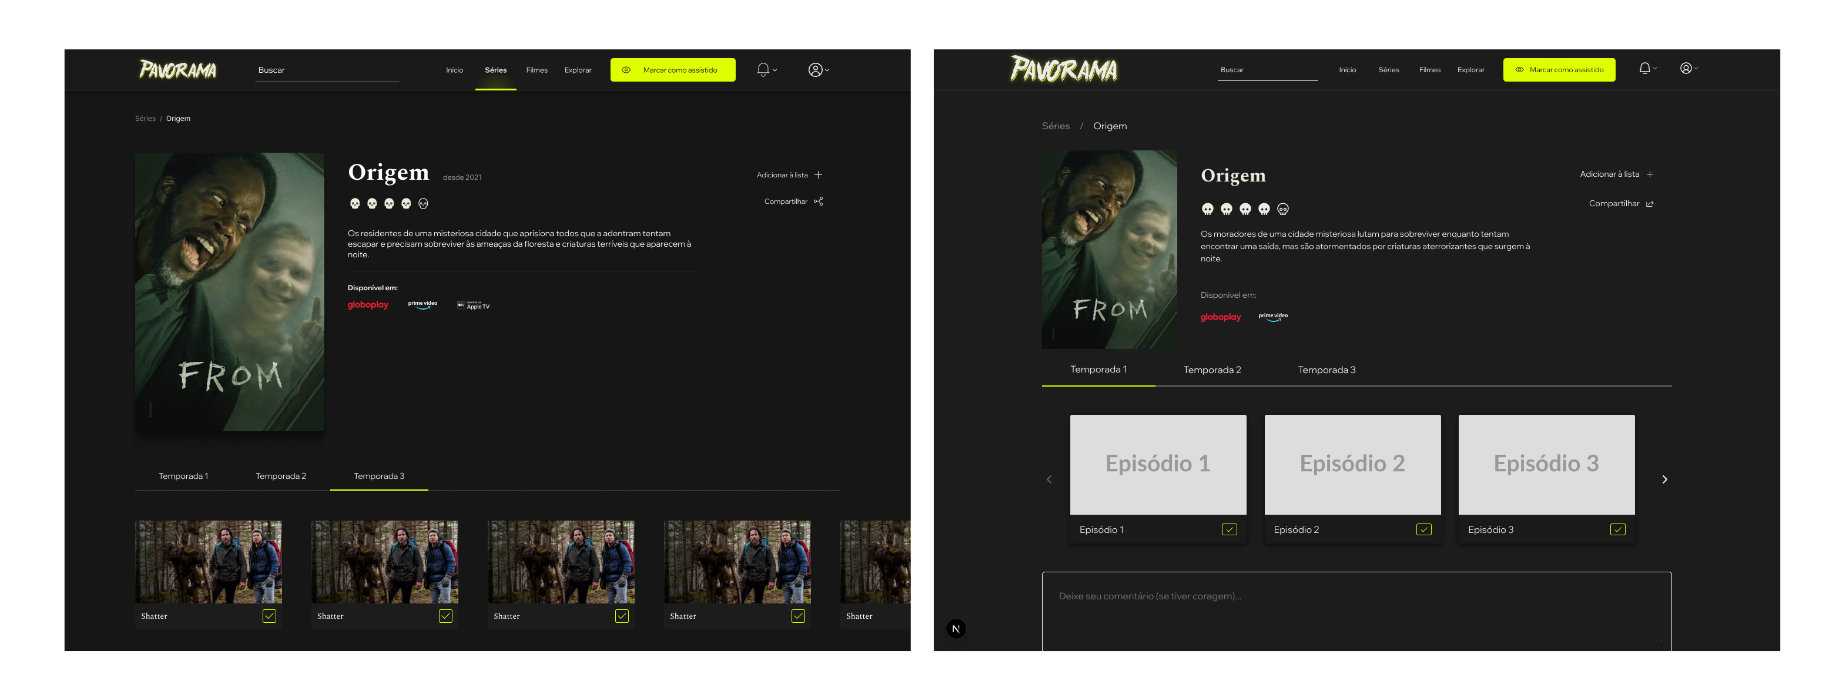 PAVORAMA
Buscar
Início
Séries
Filmes
Explorar
Marcar como assistido
Séries / Origem
Origem
desde 2021
Adicionar à lista
Compartilhar
Os residentes de uma misteriosa cidade que aprisiona todos que a adentram tentam
escapar e precisam sobreviver às ameaças da floresta e criaturas terríveis que aparecem à
noite.
Disponível em:
globoplay
prime video
Apple TV
FROM
Temporada 1
Temporada 2
Temporada 3
Shatter
Shatter
Shatter
Shatter
Shatter
PAVORAMA
Buscar
Início
Séries
Filmes
Explorar
Marcar como assistido
Séries / Origem
Origem
Adicionar à lista
Compartilhar
Os moradores de uma cidade misteriosa lutam para sobreviver enquanto tentam
encontrar uma saída, mas são atormentados por criaturas aterrorizantes que surgem à
noite.
Disponível em:
globoplay
prime video
FROM
Temporada 1
Temporada 2
Temporada 3
Episódio 1
Episódio 2
Episódio 3
Episódio 1
Episódio 2
Episódio 3
Deixe seu comentário (se tiver coragem)...
N